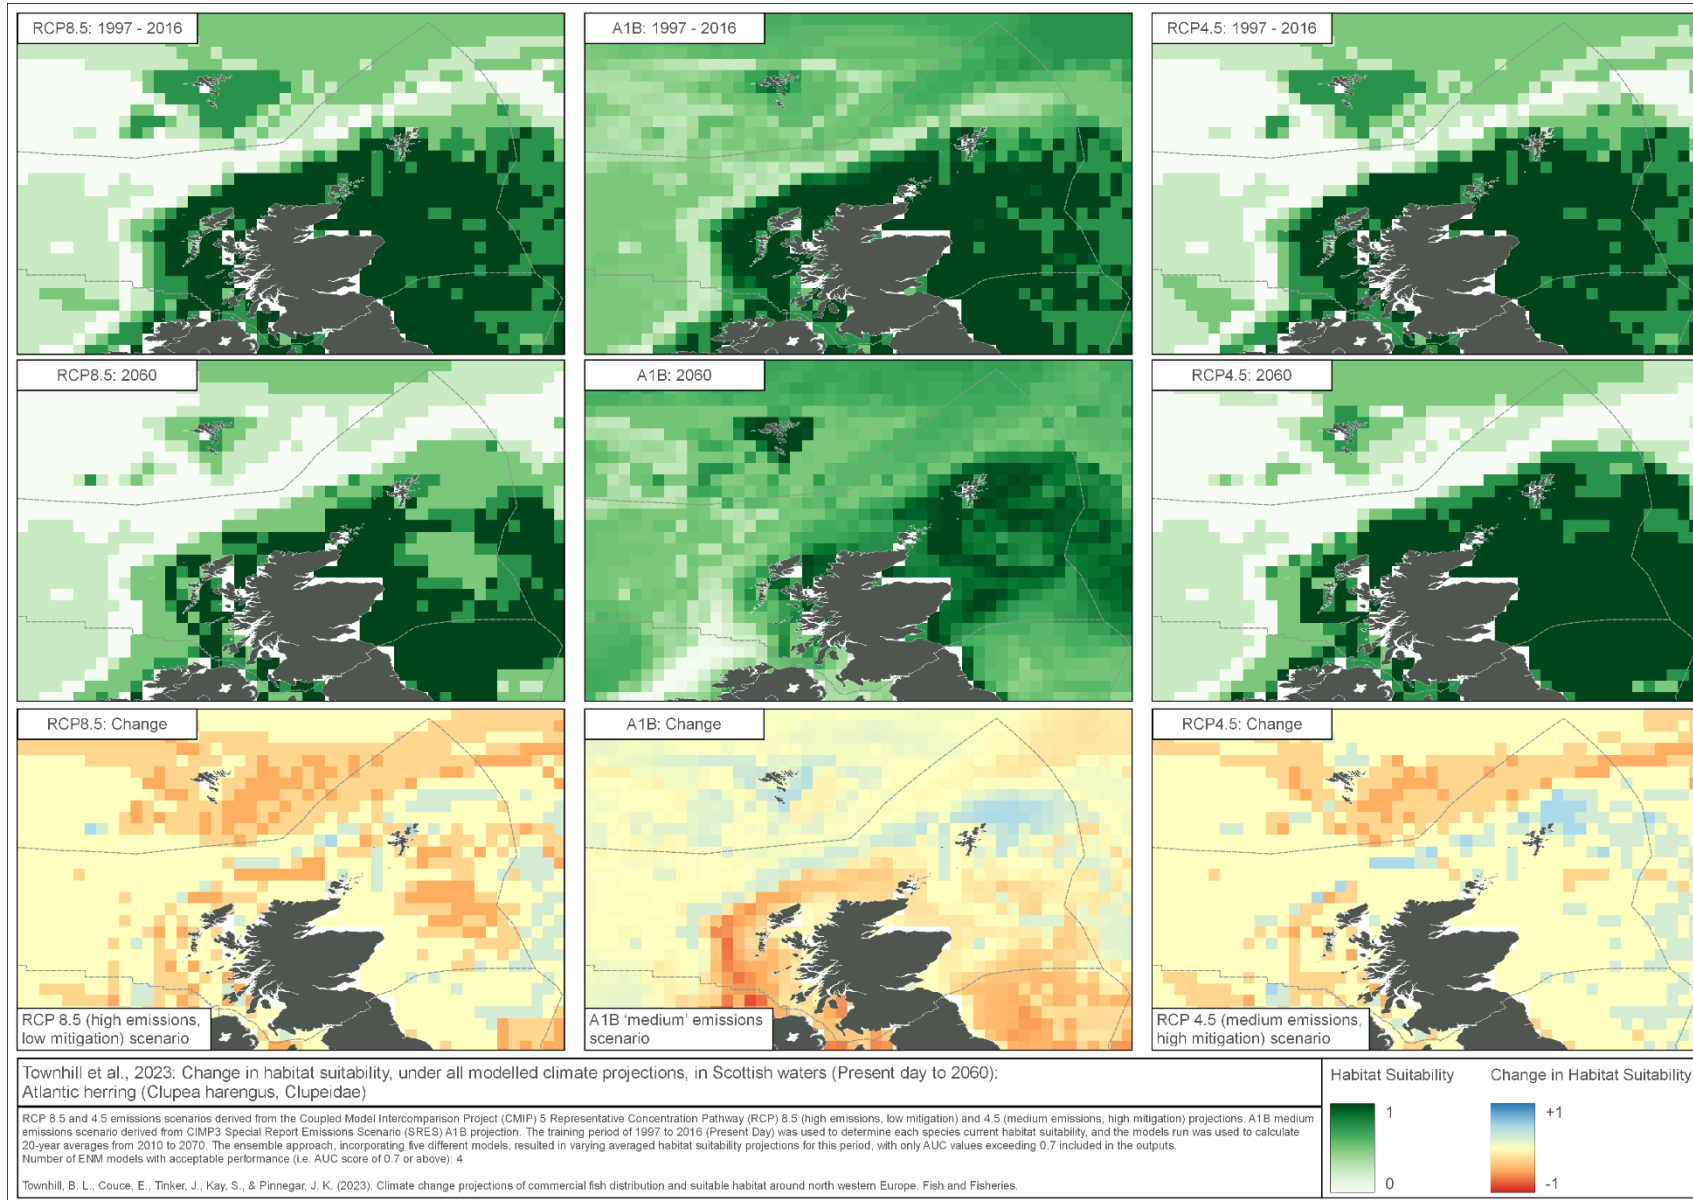 RCP8.5: 1997 - 2016
A1B: 1997 - 2016
RCP4.5: 1997 - 2016
RCP8.5: 2060
A1B: 2060
RCP4.5: 2060
RCP8.5: Change
A1B: Change
RCP4.5: Change
RCP 8.5 (high emissions,
low mitigation) scenario
A1B 'medium' emissions
scenario
RCP 4.5 (medium emissions,
high mitigation) scenario
Townhill et al., 2023: Change in habitat suitability, under all modelled climate projections, in Scottish waters (Present day to 2060):
Atlantic herring (Clupea harengus, Clupeidae)
RCP 8.5 and 4.5 emissions scenarios derived from the Coupled Model Intercomparison Project (CMIP) 5 Representative Concentration Pathway (RCP) 8.5 (high emissions, low mitigation) and 4.5 (medium emissions, high mitigation) projections. A1B medium
emissions scenario derived from CIMP3 Special Report Emissions Scenario (SRES) A1B projection. The training period of 1997 to 2016 (Present Day) was used to determine each species current habitat suitability, and the models run was used to calculate
20-year averages from 2010 to 2070. The ensemble approach, incorporating five different models, resulted in varying averaged habitat suitability projections for this period, with only AUC values exceeding 0.7 included in the outputs.
Number of ENM models with acceptable performance (i.e. AUC score of 0.7 or above): 4
Townhill, B. L., Couce, E., Tinker, J., Kay, S., & Pinnegar, J. K. (2023). Climate change projections of commercial fish distribution and suitable habitat around north western Europe. Fish and Fisheries.
Habitat Suitability
1
0
Change in Habitat Suitability
+1
-1